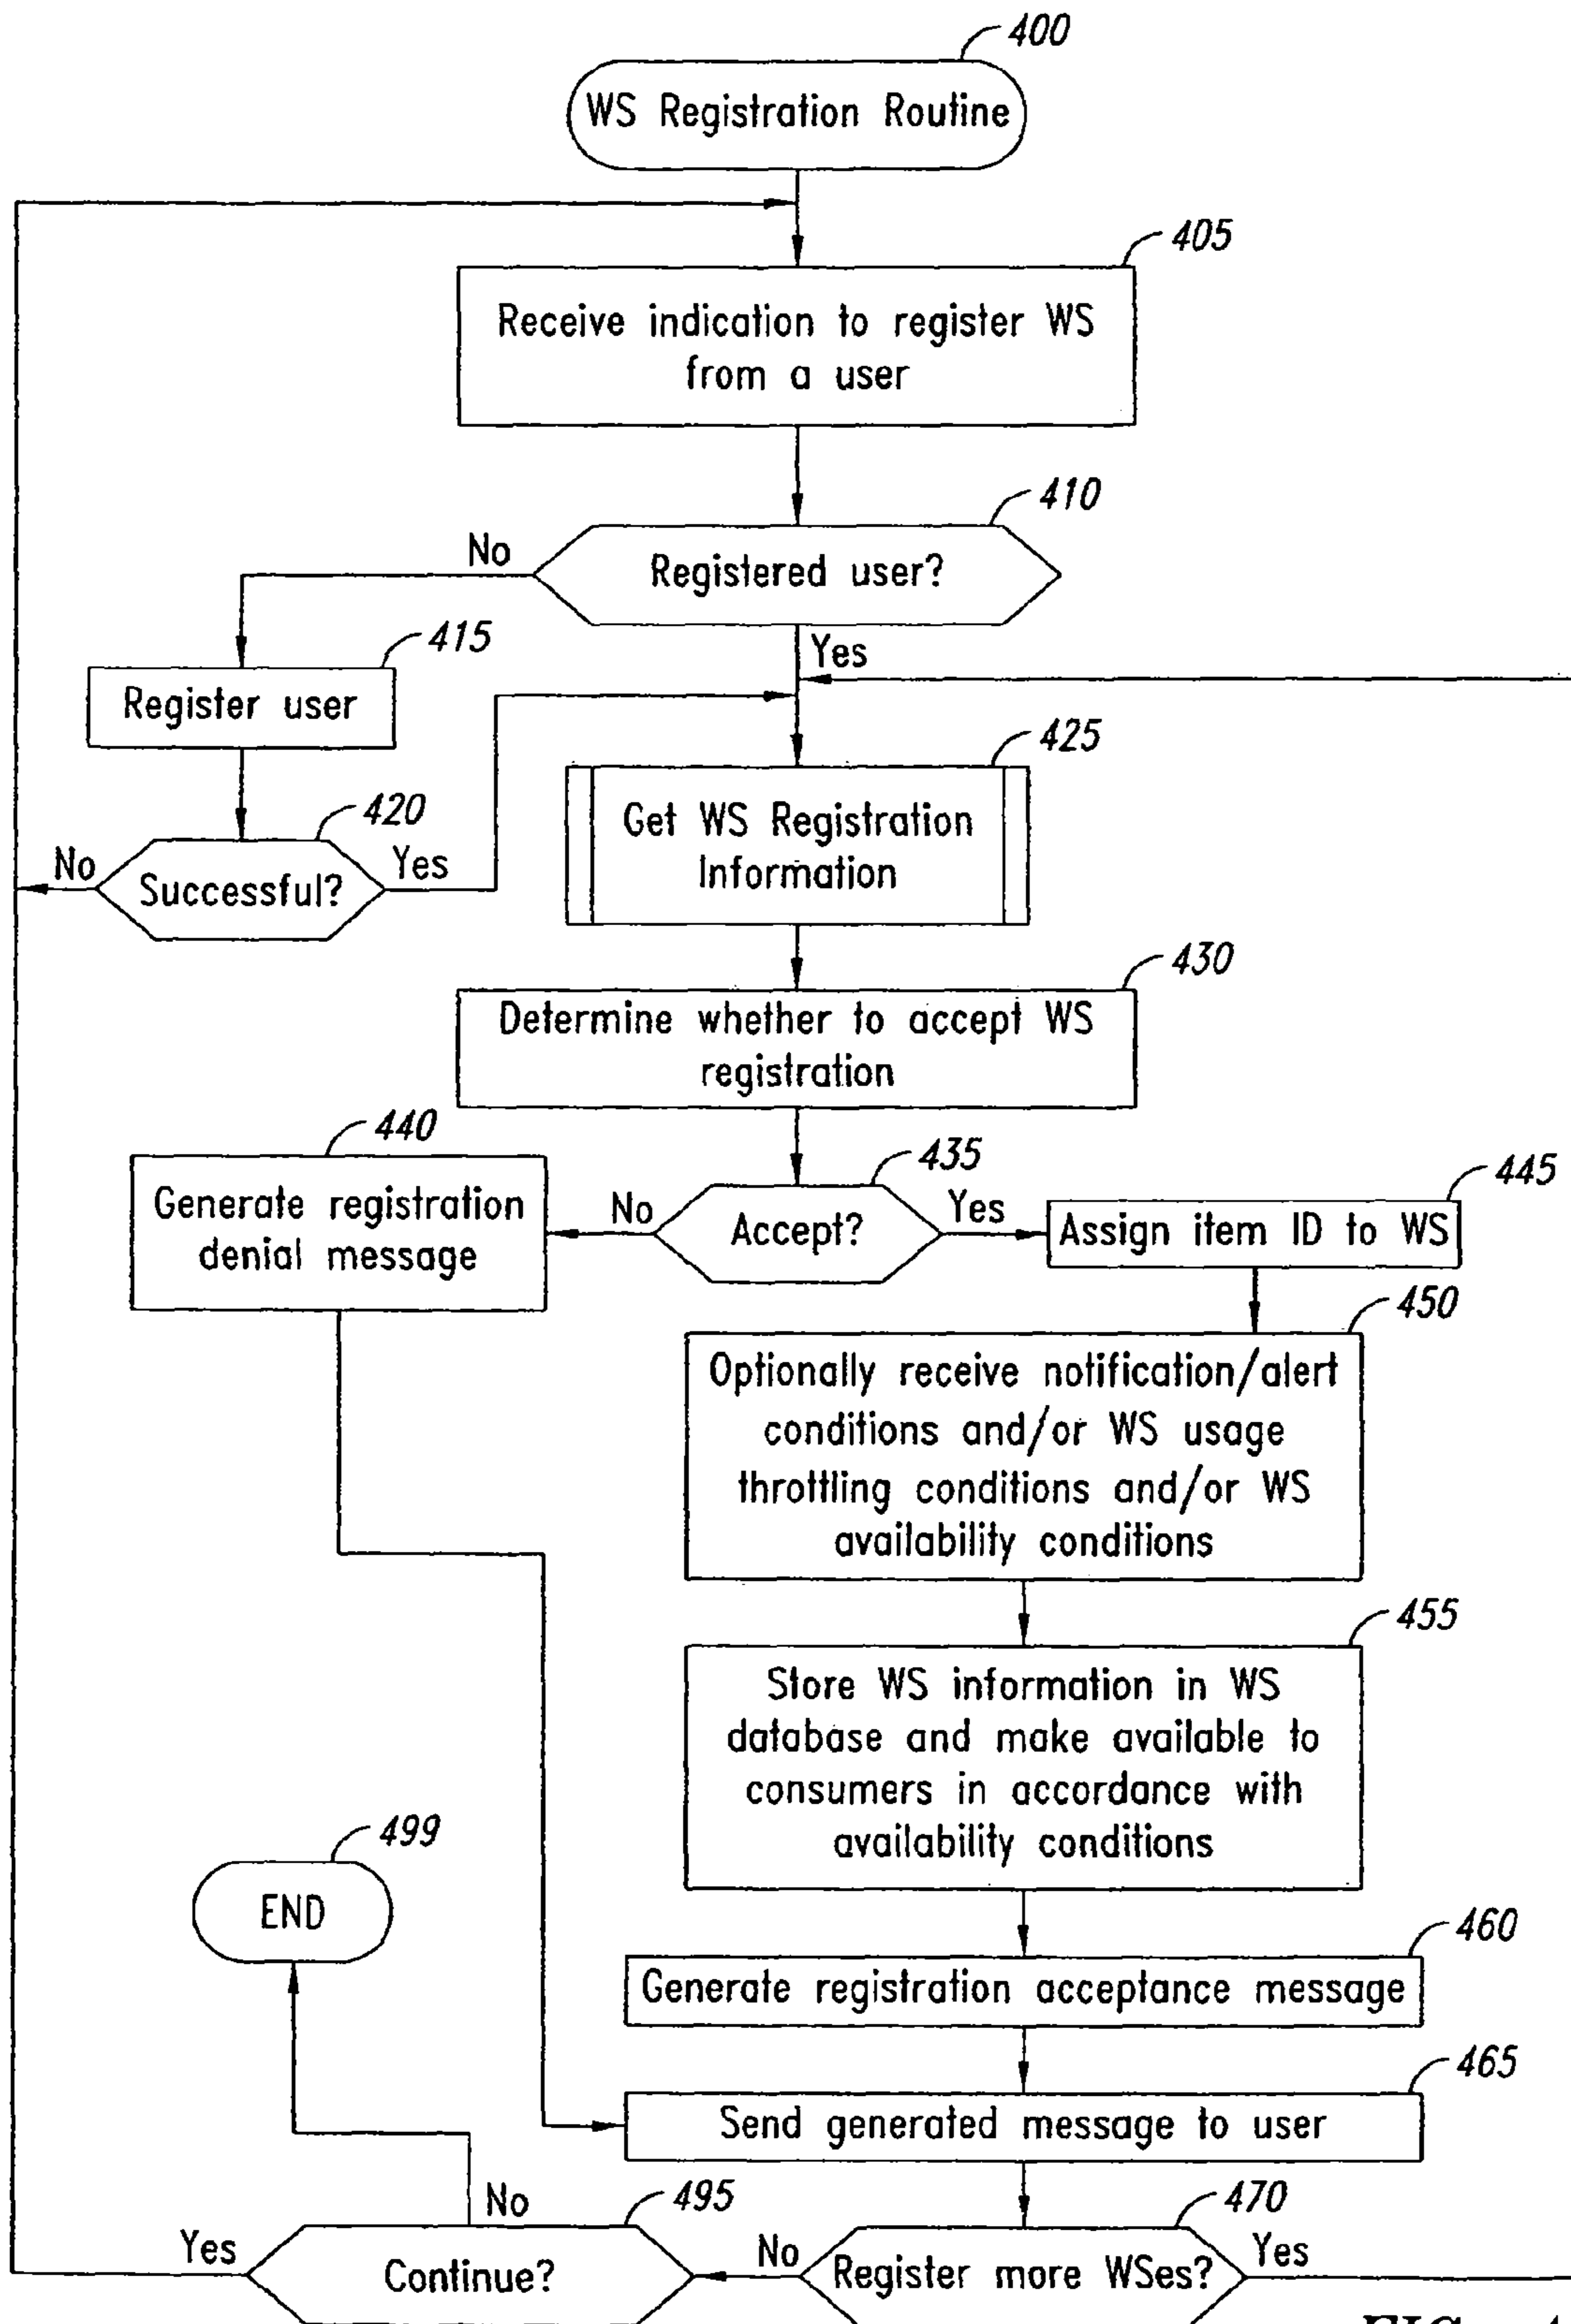 400
WS Registration Routine
405
Receive indication to register WS
from a user
410
No
Registered user?
Yes
415
Register user
425
Get WS Registration
Information
420
No
Successful?
Yes
430
Determine whether to accept WS
registration
440
Generate registration
denial message
435
No
Accept?
Yes
445
Assign item ID to WS
450
Optionally receive notification/alert
conditions and/or WS usage
throttling conditions and/or WS
availability conditions
455
Store WS information in WS
database and make available to
consumers in accordance with
availability conditions
499
END
460
Generate registration acceptance message
465
Send generated message to user
470
No
Register more WSes?
Yes
495
No
Yes
Continue?